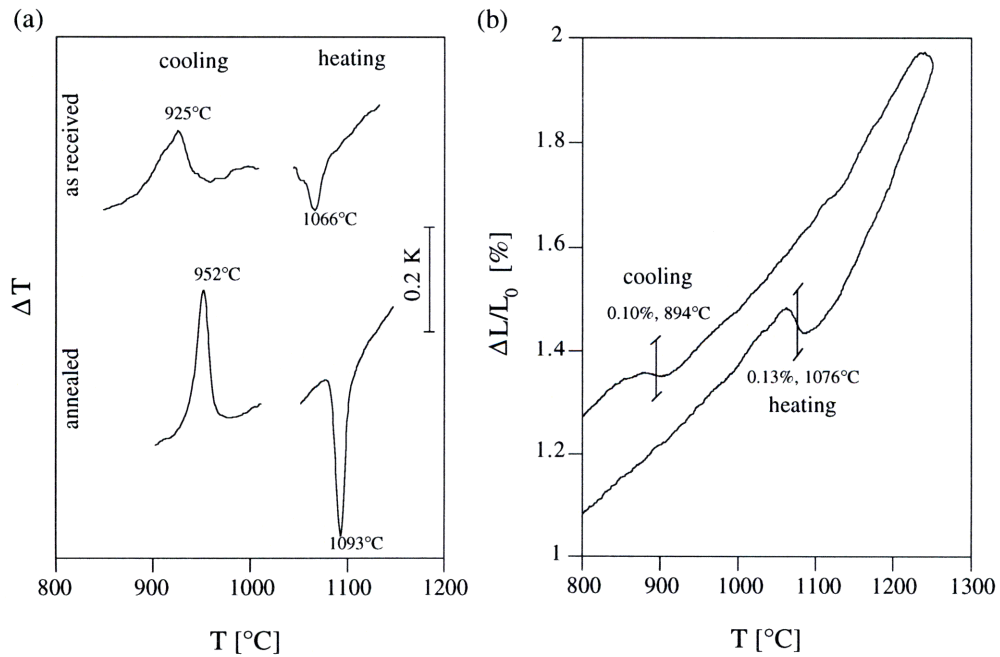 (a)
cooling heating
as received
925°C
1066°C
0.2 K
952°C
annealed
1093°C
ΔT
800 900 1000 1100 1200
T [°C]
(b)
2
1.8
1.6
1.4
1.2
1
ΔL/L0 [%]
cooling
0.10%, 894°C
0.13%, 1076°C
heating
800 900 1000 1100 1200 1300
T [°C]